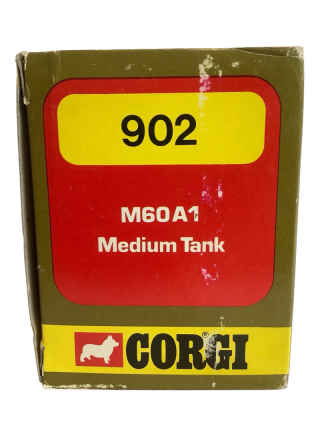 902
M60A1
Medium Tank
CORGI